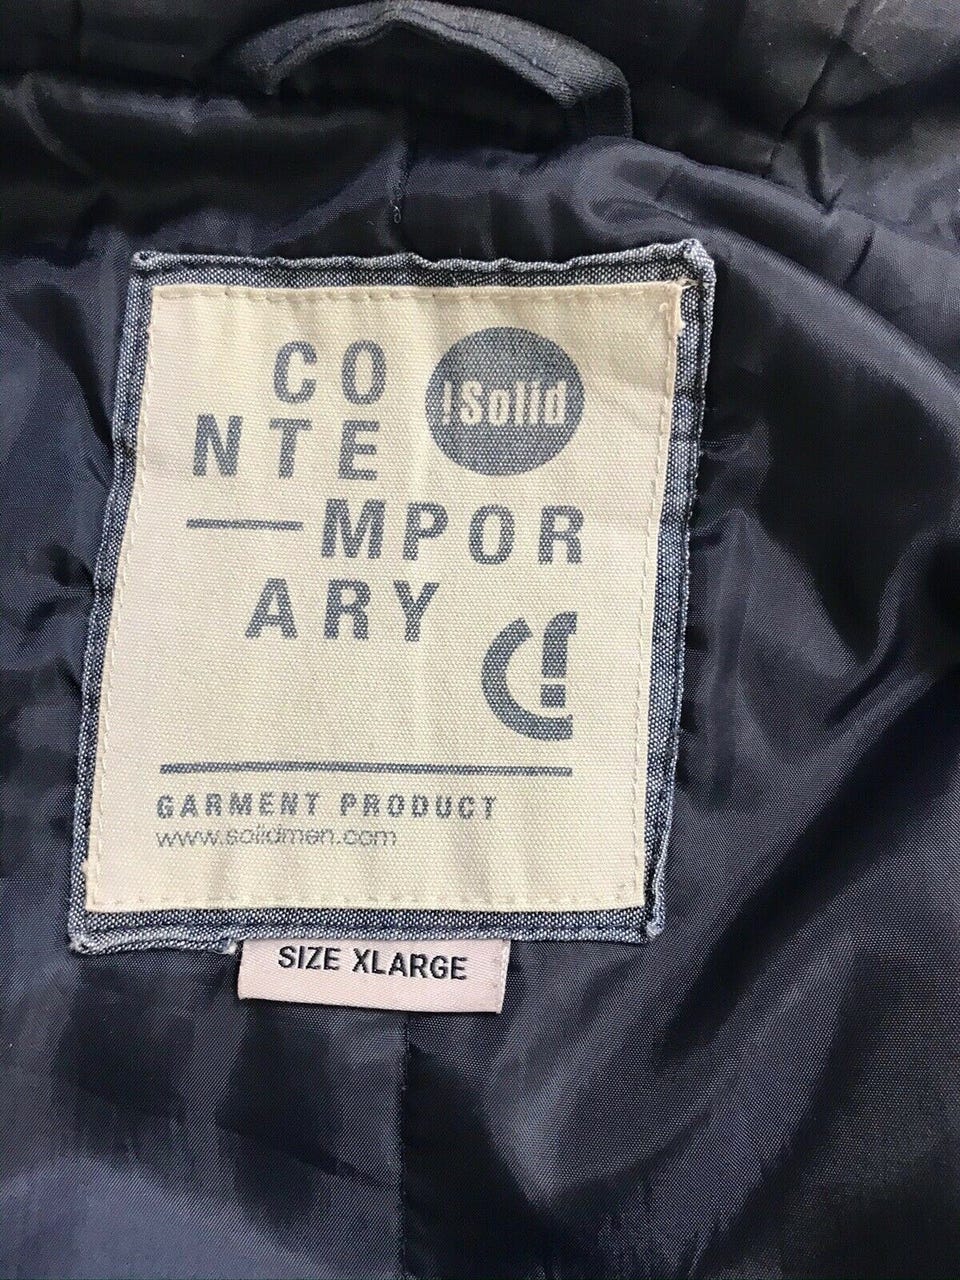 CO
!Solid
NTE
MPOR
ARY
GARMENT PRODUCT
www.solidmen.com
SIZE XLARGE